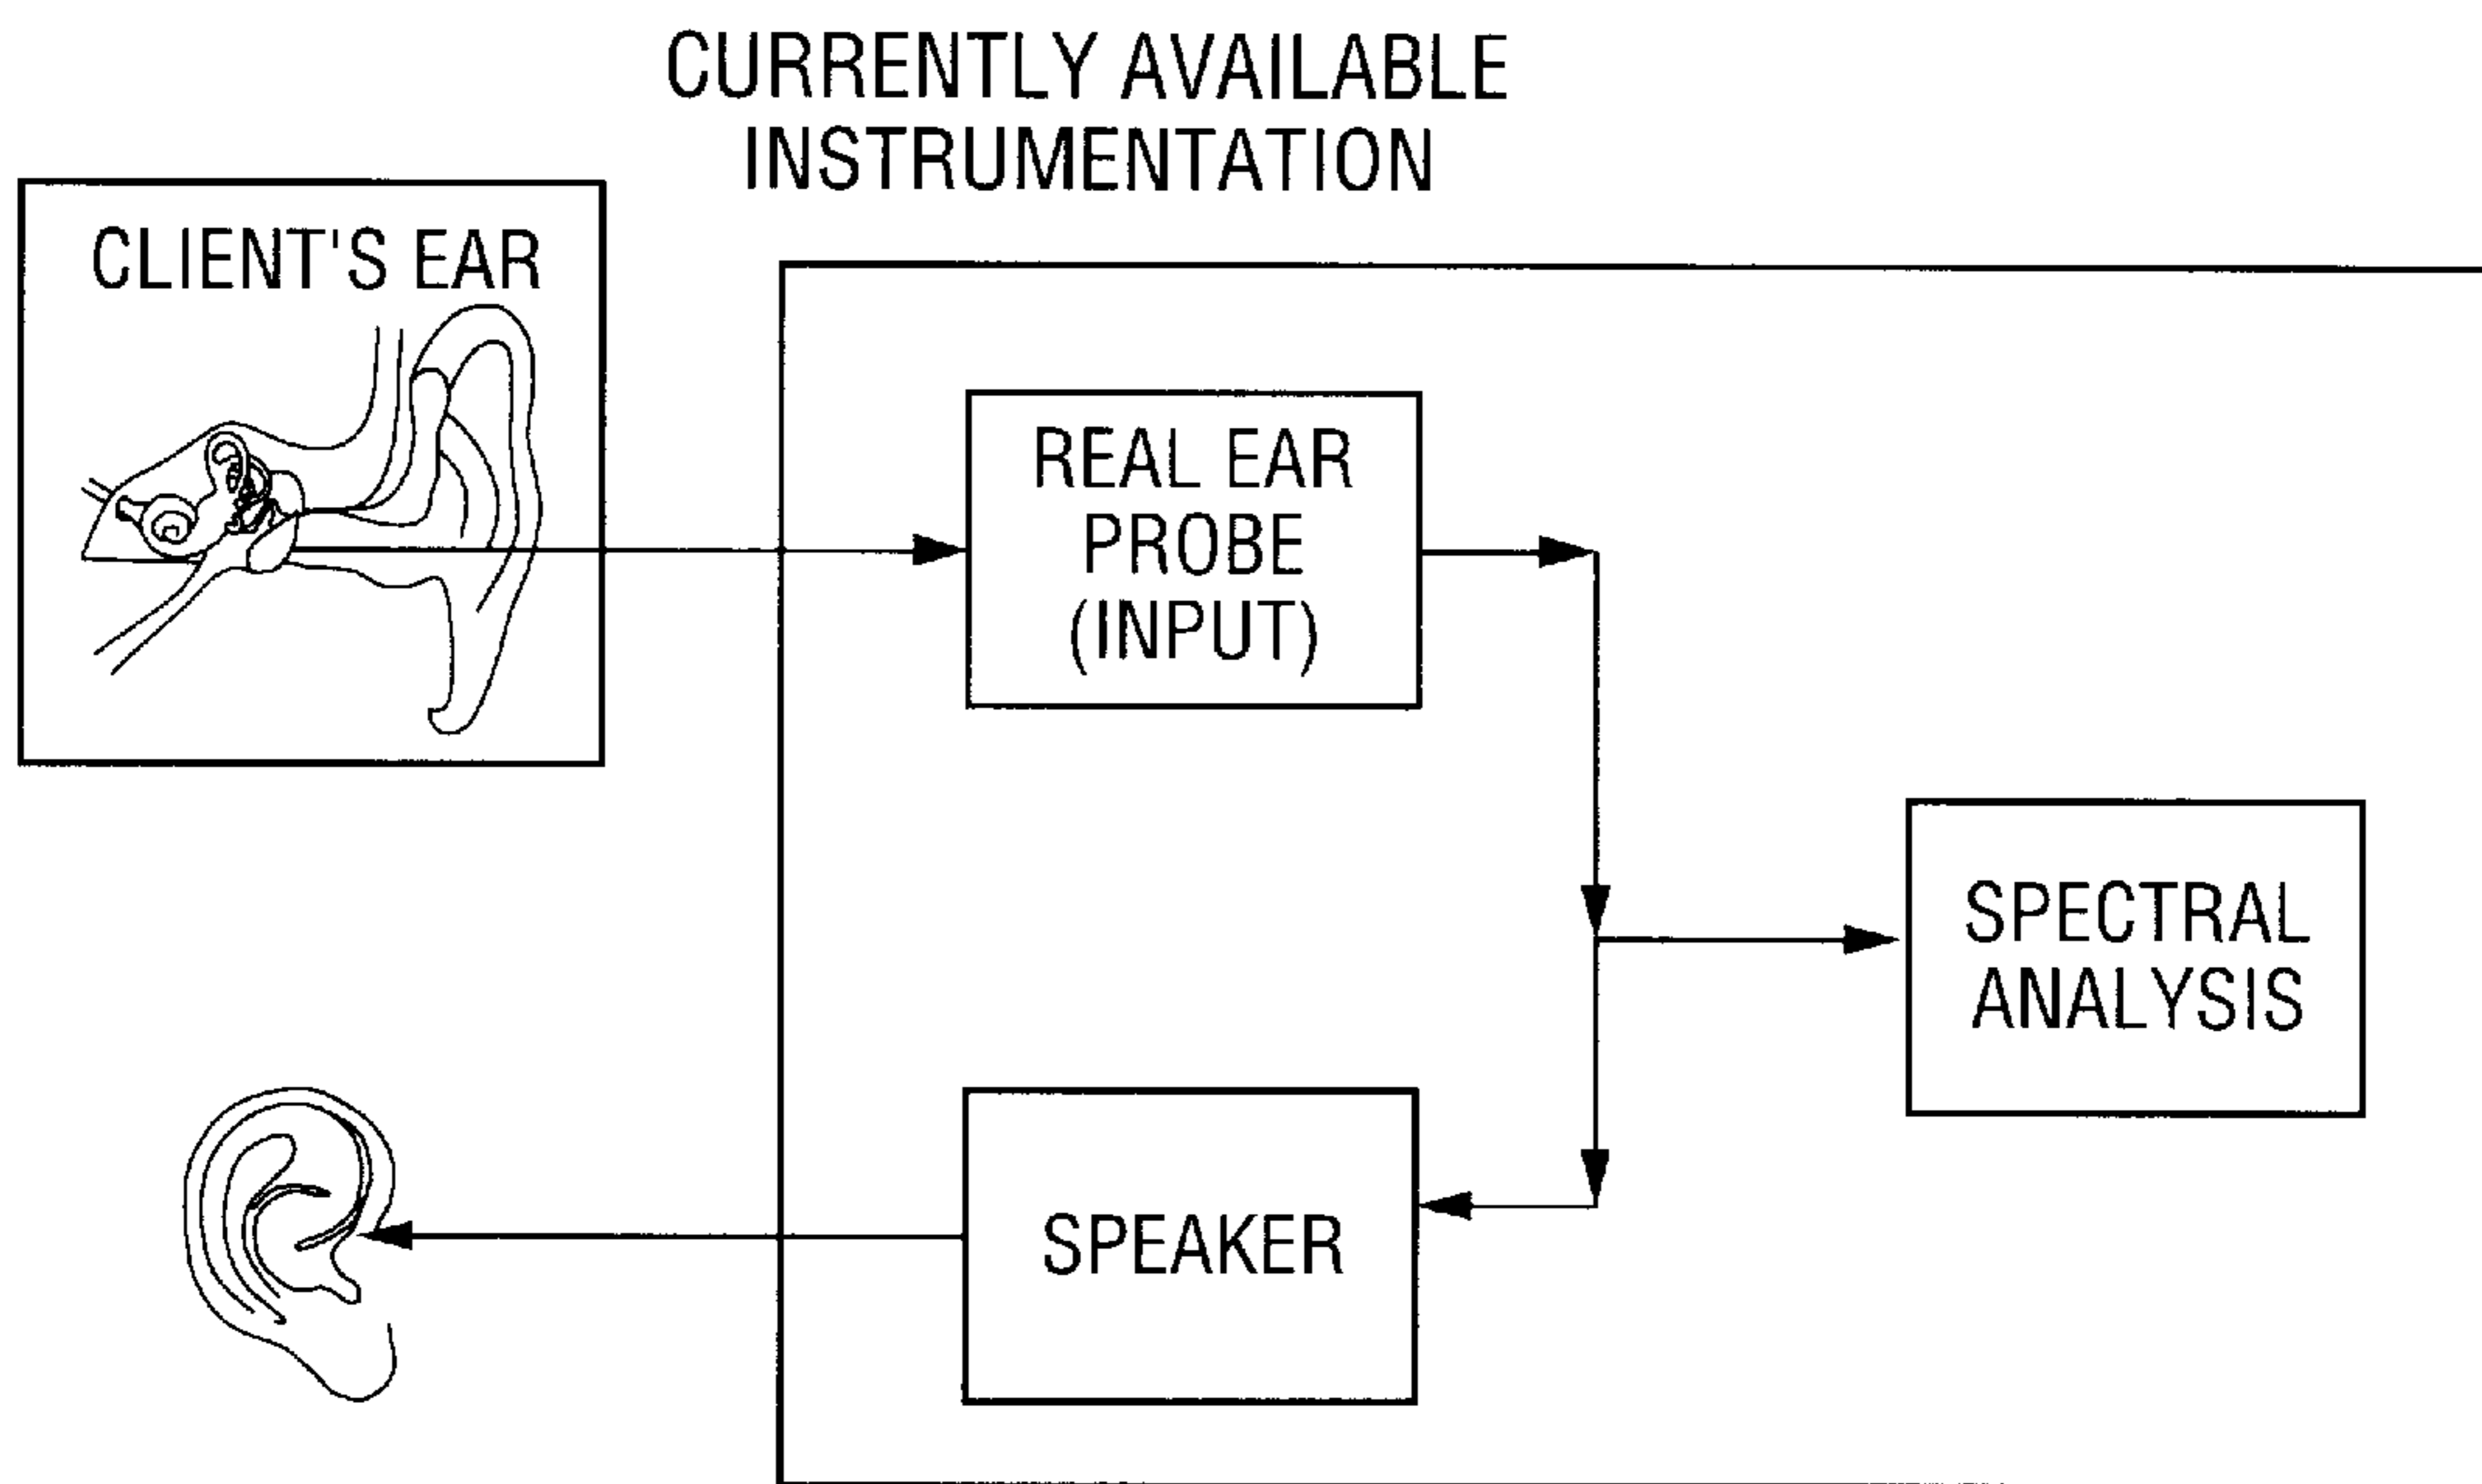 CURRENTLY AVAILABLE
INSTRUMENTATION
CLIENT'S EAR
REAL EAR
PROBE
(INPUT)
SPECTRAL
ANALYSIS
SPEAKER